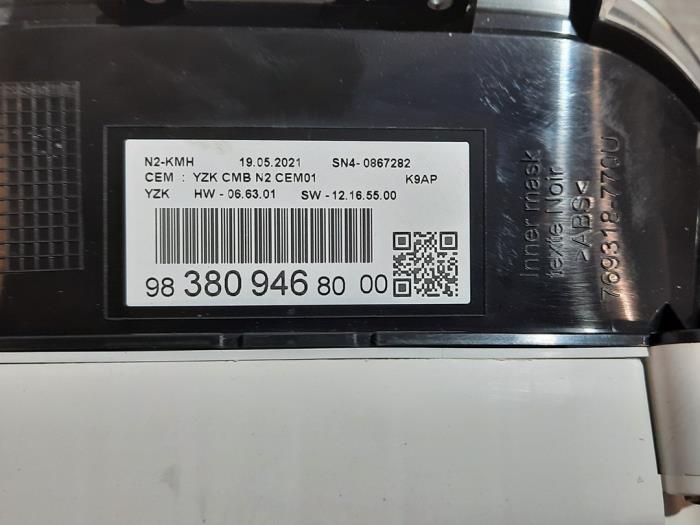 N2-KMH 19.05.2021 SN4- 0867282
CEM : YZK CMB N2 CEM01 K9AP
YZK HW - 06.63.01 SW - 12.16.55.00
98 380 946 80 00
Inner mask
texte Noir
>ABS<
769318-770U